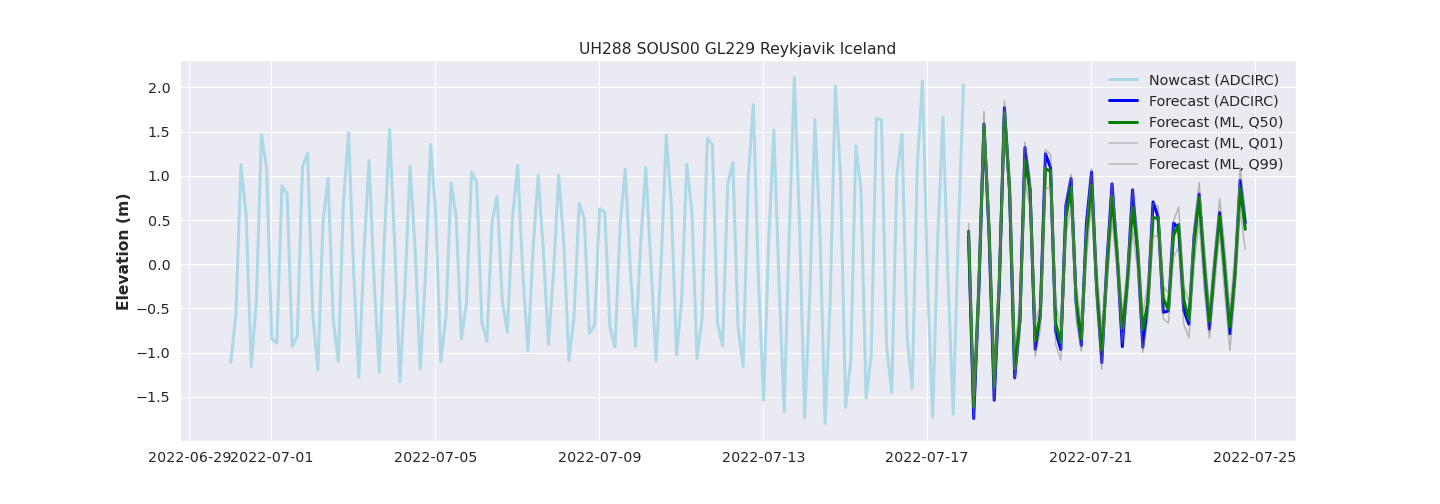 UH288 SOUS00 GL229 Reykjavik Iceland
Nowcast (ADCIRC)
Forecast (ADCIRC)
Forecast (ML, Q50)
Forecast (ML, Q01)
Forecast (ML, Q99)
Elevation (m)
2.0
1.5
1.0
0.5
0.0
−0.5
−1.0
−1.5
2022-06-29 2022-07-01 2022-07-05 2022-07-09 2022-07-13 2022-07-17 2022-07-21 2022-07-25